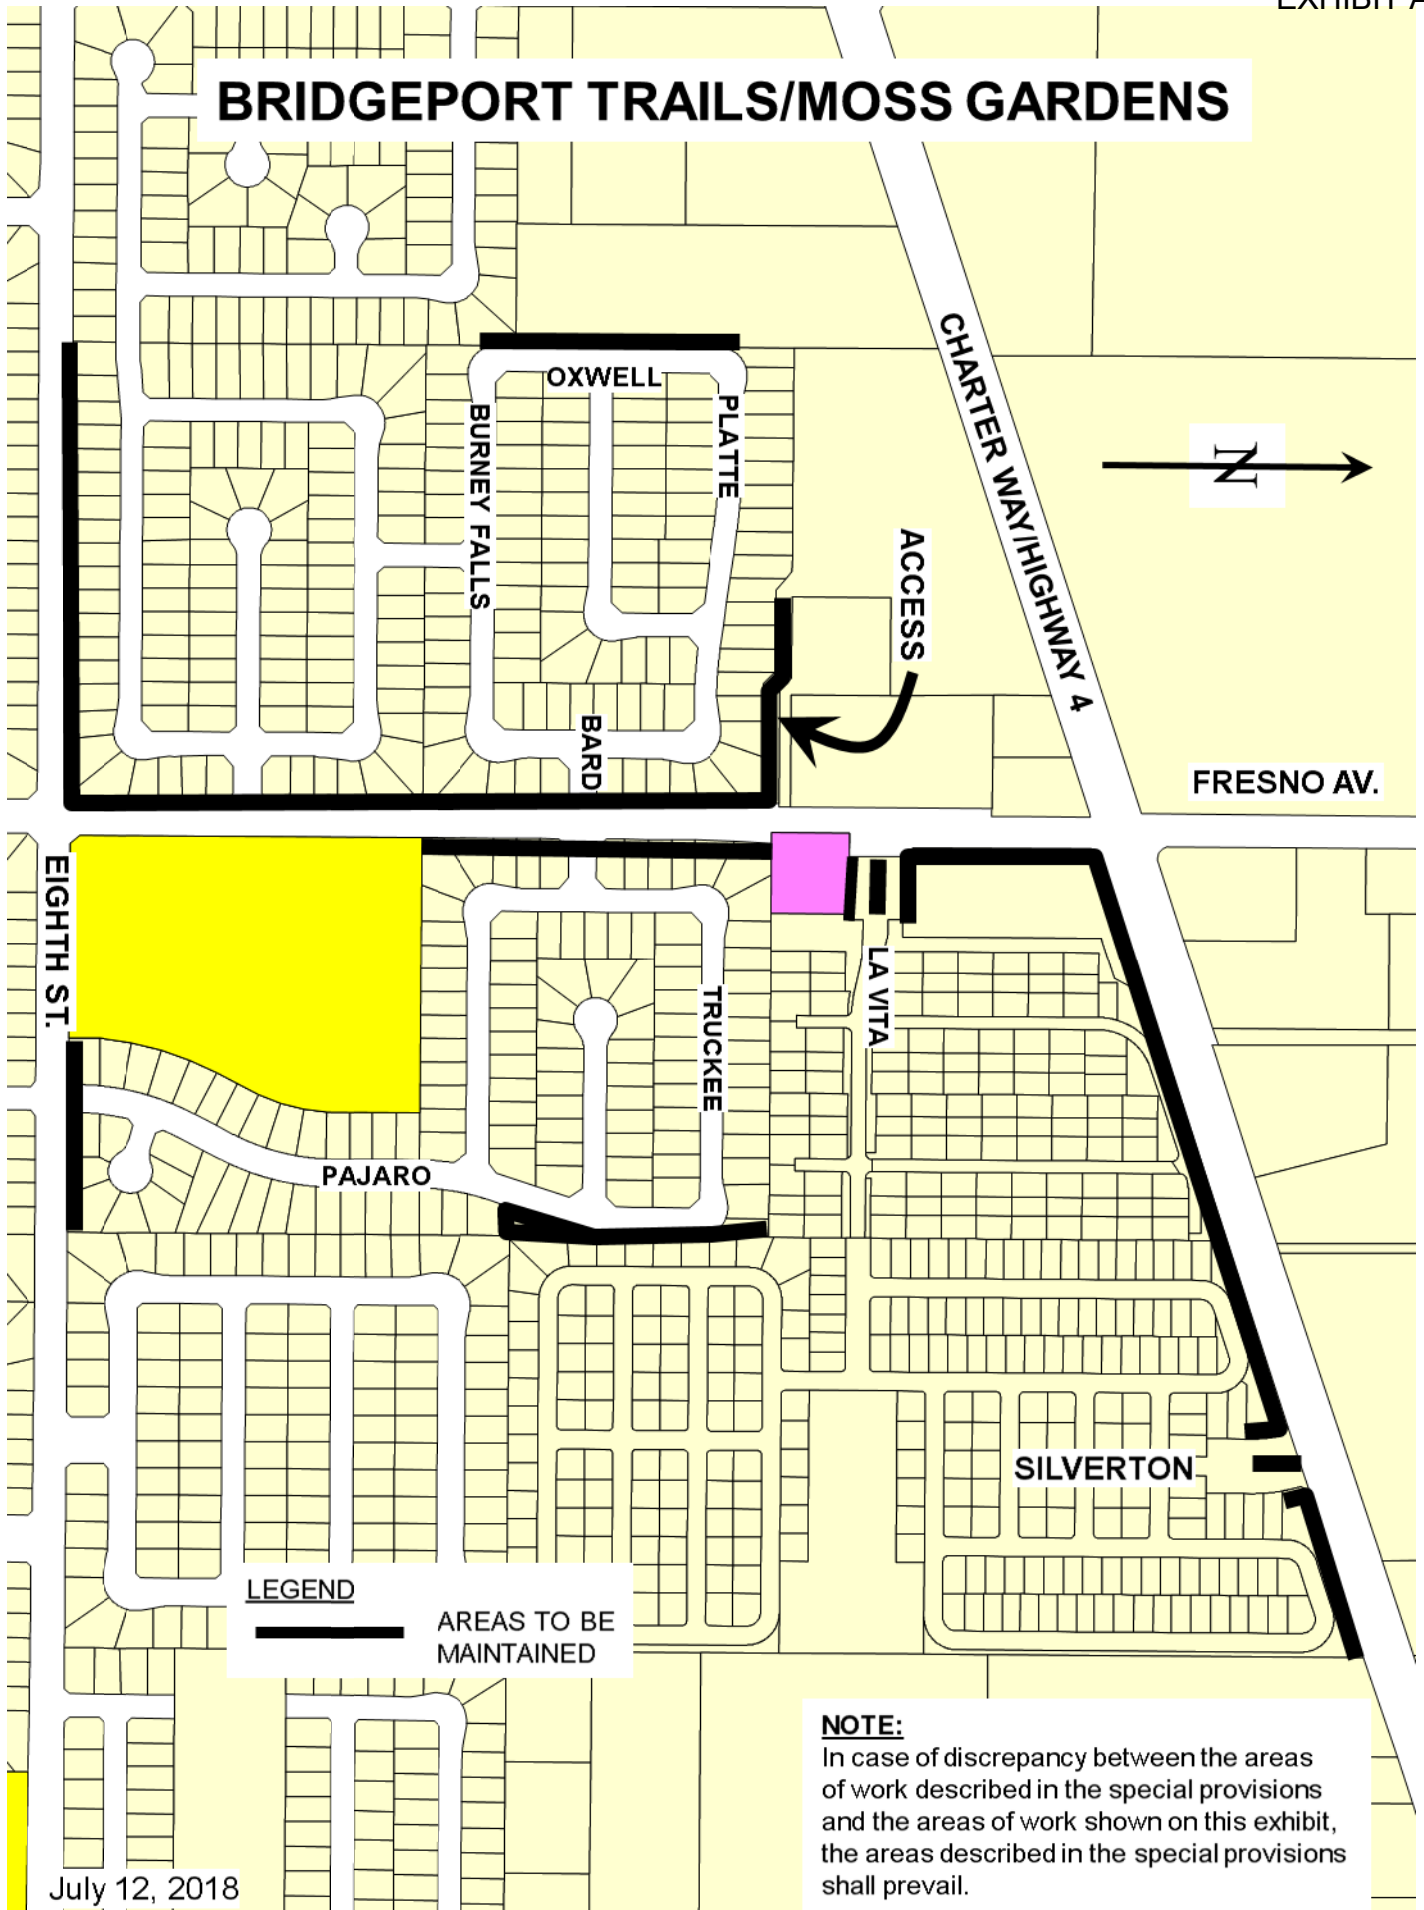 EXHIBIT A
BRIDGEPORT TRAILS/MOSS GARDENS
CHARTER WAY/HIGHWAY 4
OXWELL
PLATTE
BURNEY FALLS
N
ACCESS
BARD
FRESNO AV.
EIGHTH ST.
LA VITA
TRUCKEE
PAJARO
SILVERTON
LEGEND
AREAS TO BE
MAINTAINED
NOTE:
In case of discrepancy between the areas
of work described in the special provisions
and the areas of work shown on this exhibit,
the areas described in the special provisions
shall prevail.
July 12, 2018